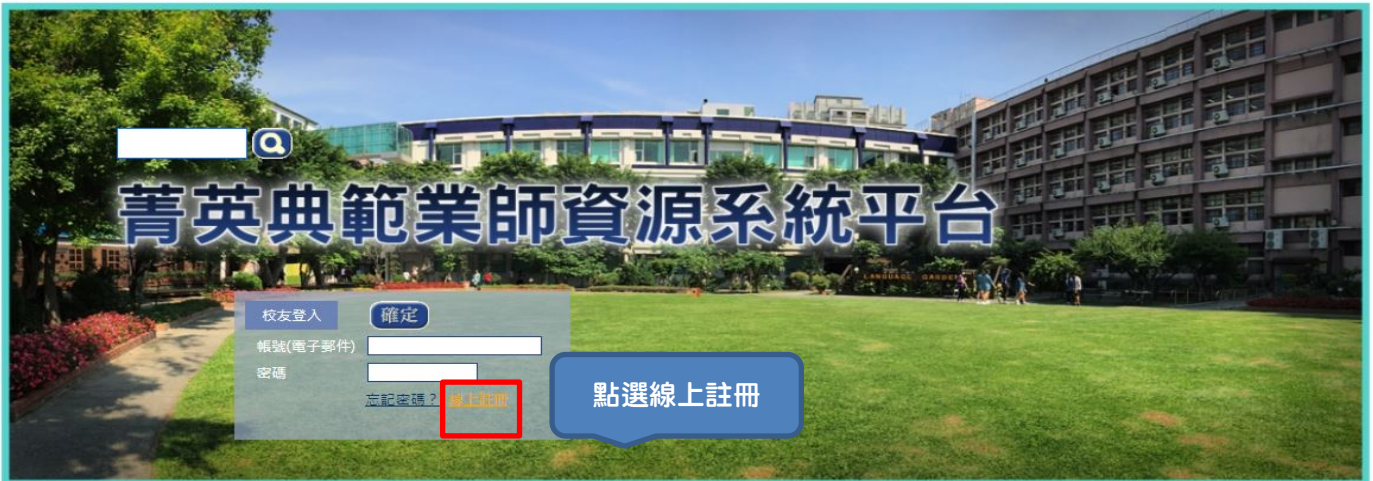 菁英典範業師資源系統平台
LANGUAGE GARDEN
校友登入 確定
帳號(電子郵件)
密碼
忘記密碼？ 線上註冊
點選線上註冊